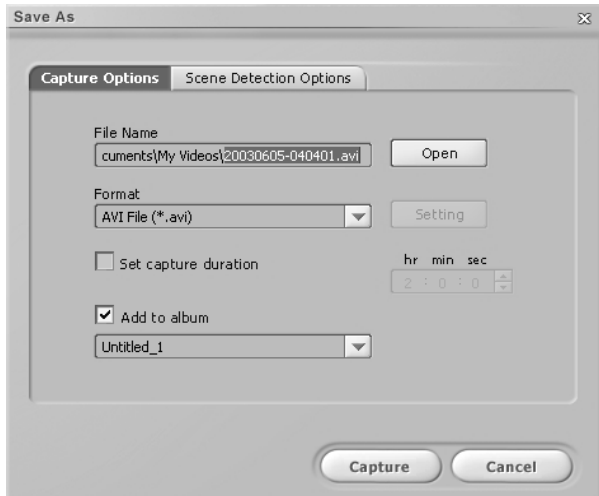 Save As
Capture Options
Scene Detection Options
File Name
cuments\My Videos\20030605-040401.avi
Open
Format
AVI File (*.avi)
Setting
Set capture duration
hr min sec
2 : 0 : 0
Add to album
Untitled_1
Capture
Cancel